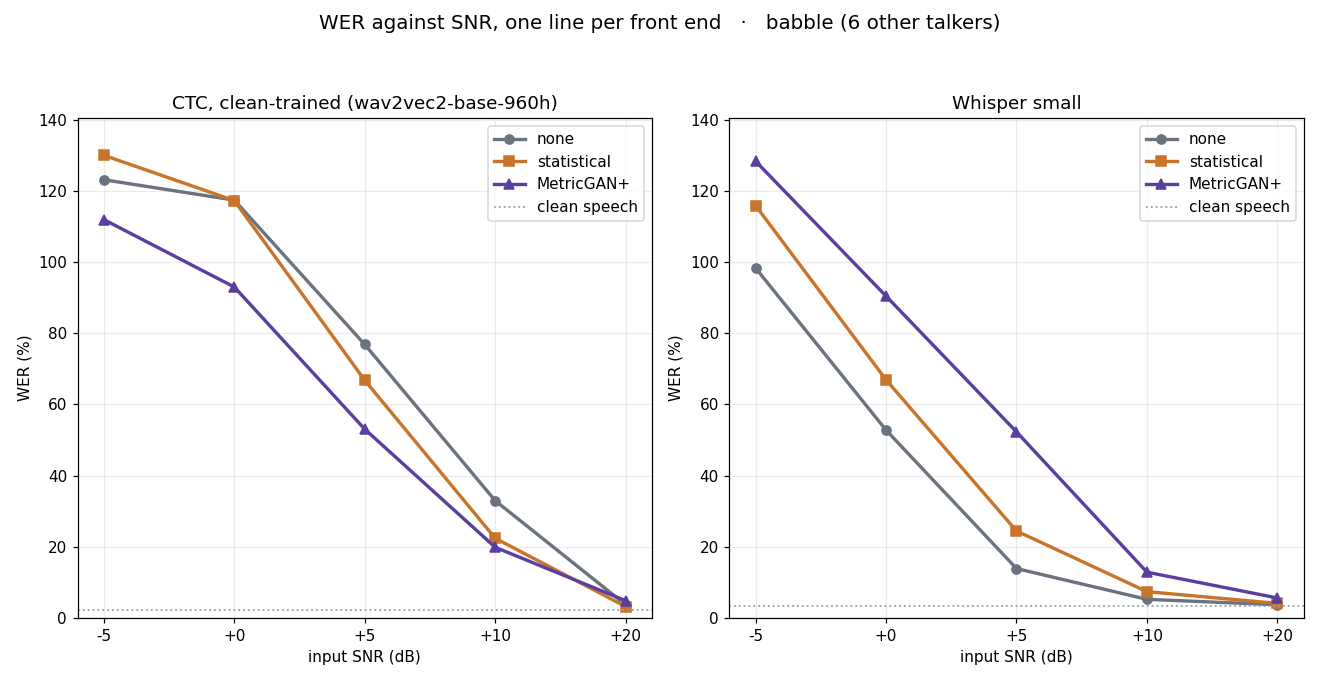 WER against SNR, one line per front end · babble (6 other talkers)
CTC, clean-trained (wav2vec2-base-960h)
WER (%)
140
120
100
80
60
40
20
0
none
statistical
MetricGAN+
clean speech
-5
+0
+5
+10
+20
input SNR (dB)
Whisper small
WER (%)
140
120
100
80
60
40
20
0
none
statistical
MetricGAN+
clean speech
-5
+0
+5
+10
+20
input SNR (dB)